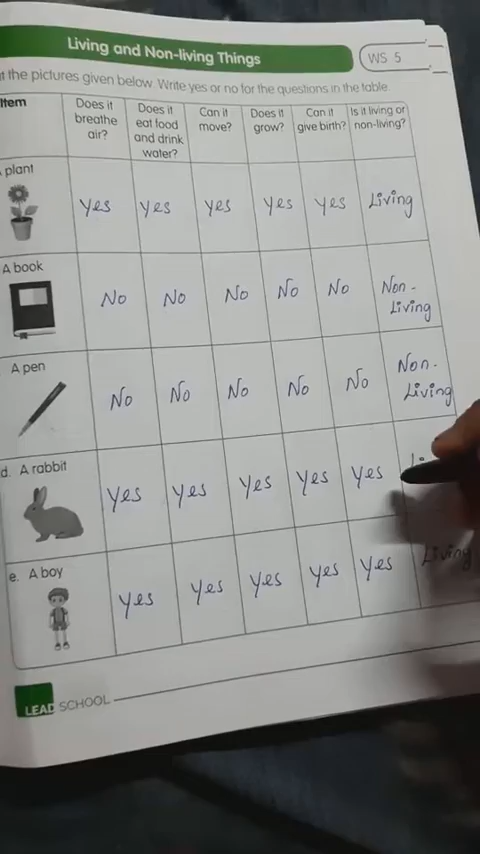 Living and Non-living Things
WS 5
t the pictures given below. Write yes or no for the questions in the table.
Item
Does it breathe air?
Does it eat food and drink water?
Can it move?
Does it grow?
Can it give birth?
Is it living or non-living?
plant
yes yes yes yes yes Living
A book
No No No No No Non-
Living
A pen
No No No No No Non-
Living
d. A rabbit
yes yes yes yes yes
e. A boy
yes yes yes yes yes Living
LEAD SCHOOL